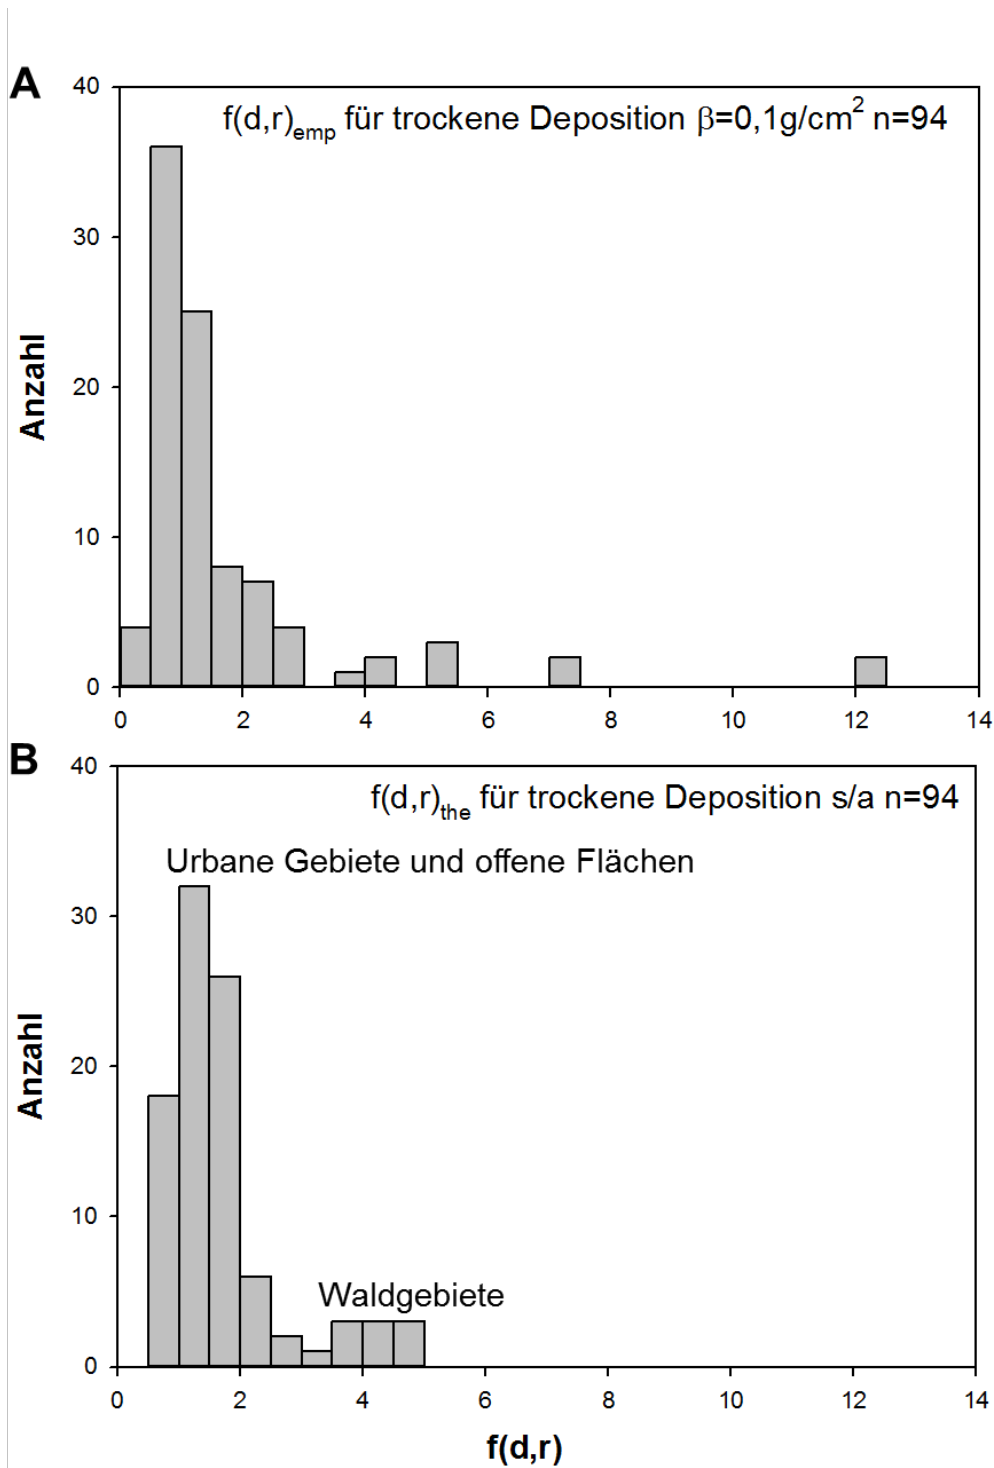 A
40
f(d,r)emp für trockene Deposition β=0,1g/cm2 n=94
30
Anzahl
20
10
0
0 2 4 6 8 10 12 14
B
40
f(d,r)the für trockene Deposition s/a n=94
Urbane Gebiete und offene Flächen
30
Anzahl
20
10
Waldgebiete
0
0 2 4 6 8 10 12 14
f(d,r)